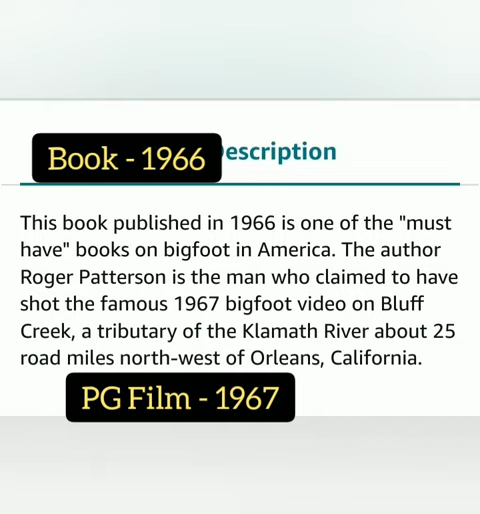 Book - 1966
escription
This book published in 1966 is one of the "must
have" books on bigfoot in America. The author
Roger Patterson is the man who claimed to have
shot the famous 1967 bigfoot video on Bluff
Creek, a tributary of the Klamath River about 25
road miles north-west of Orleans, California.
PG Film - 1967